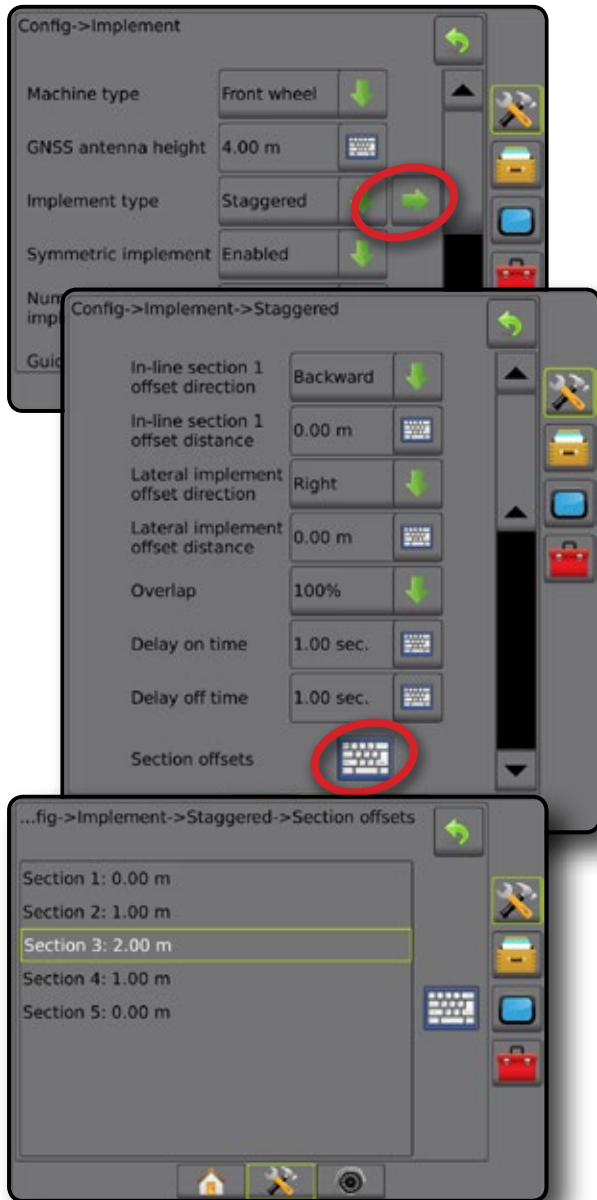 Config->Implement
Machine type
Front wheel
GNSS antenna height
4.00 m
Implement type
Staggered
Symmetric implement
Enabled
Config->Implement->Staggered
In-line section 1
offset direction
Backward
In-line section 1
offset distance
0.00 m
Lateral implement
offset direction
Right
Lateral implement
offset distance
0.00 m
Overlap
100%
Delay on time
1.00 sec.
Delay off time
1.00 sec.
Section offsets
...fig->Implement->Staggered->Section offsets
Section 1: 0.00 m
Section 2: 1.00 m
Section 3: 2.00 m
Section 4: 1.00 m
Section 5: 0.00 m